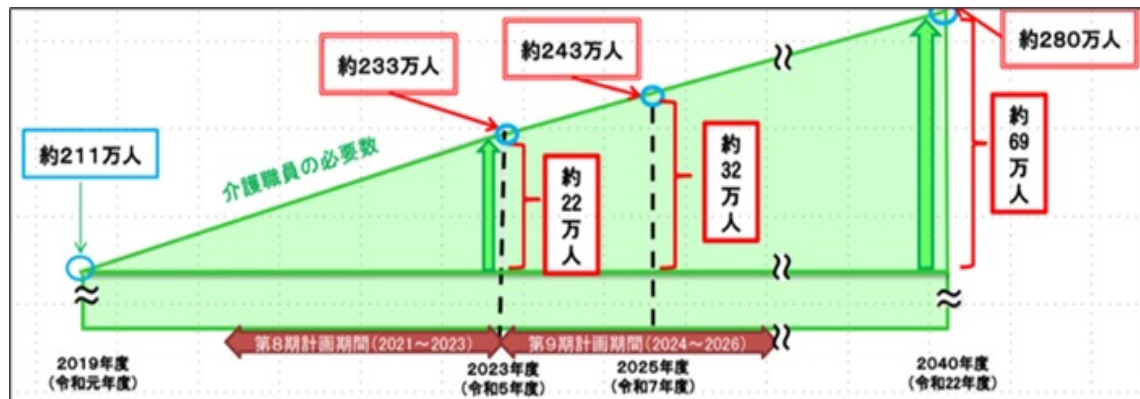 約280万人
約243万人
約233万人
約211万人
介護職員の必要数
約
22
万
人
約
32
万
人
約
69
万
人
第8期計画期間(2021～2023)
第9期計画期間(2024～2026)
2019年度
(令和元年度)
2023年度
(令和5年度)
2025年度
(令和7年度)
2040年度
(令和22年度)